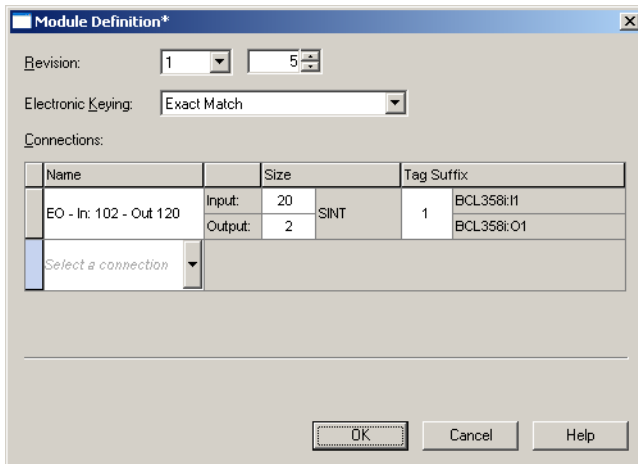 Module Definition*
Revision: 1 5
Electronic Keying: Exact Match
Connections:
Name Size Tag Suffix
EO - In: 102 - Out 120 Input: 20 SINT 1 BCL358i:I1
Output: 2 BCL358i:O1
Select a connection
OK Cancel Help